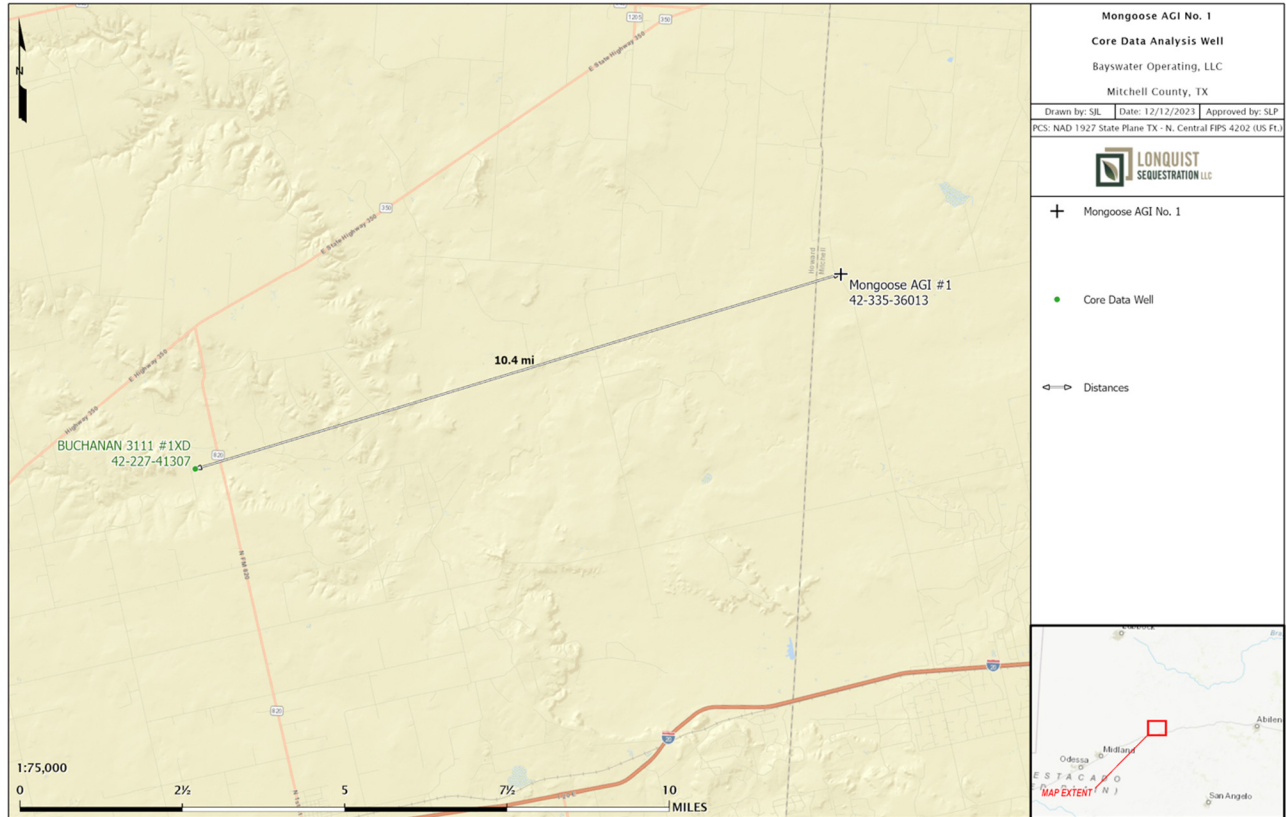 1205
350
E State Highway 350
N
350
E State Highway 350
Howard
Mitchell
Mongoose AGI #1
42-335-36013
10.4 mi
E Highway 350
Highway 350
BUCHANAN 3111 #1XD
42-227-41307
820
N FM 820
820
20
20
1:75,000
0 2½ 5 7½ 10
MILES
Mongoose AGI No. 1
Core Data Analysis Well
Bayswater Operating, LLC
Mitchell County, TX
Drawn by: SJL Date: 12/12/2023 Approved by: SLP
PCS: NAD 1927 State Plane TX - N. Central FIPS 4202 (US Ft.)
LONQUIST
SEQUESTRATION LLC
Mongoose AGI No. 1
Core Data Well
Distances
Abilen
Midland
Odessa
ESTACADO
MAP EXTENT
San Angelo